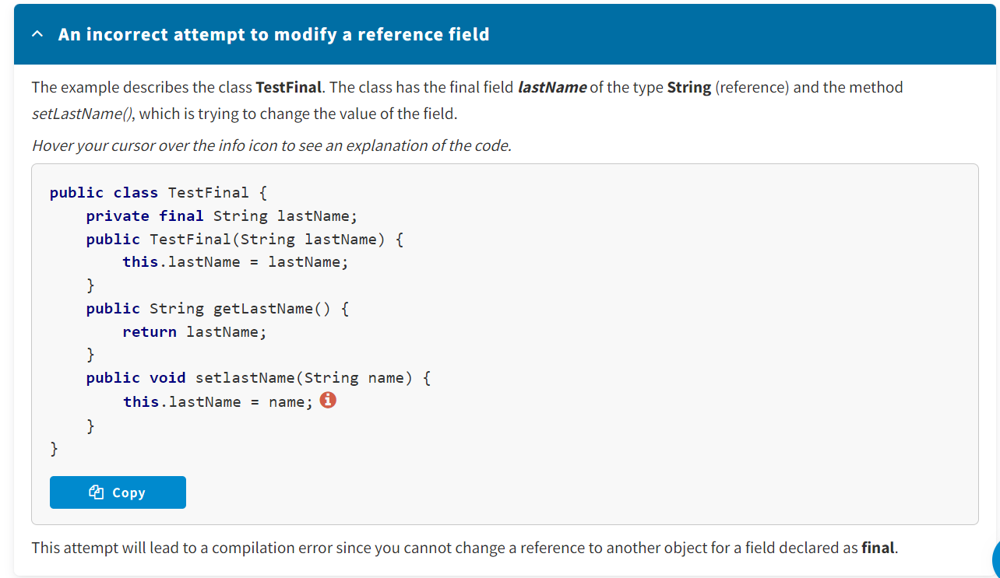 An incorrect attempt to modify a reference field
The example describes the class TestFinal. The class has the final field lastName of the type String (reference) and the method
setLastName(), which is trying to change the value of the field.
Hover your cursor over the info icon to see an explanation of the code.
public class TestFinal {
    private final String lastName;
    public TestFinal(String lastName) {
        this.lastName = lastName;
    }
    public String getLastName() {
        return lastName;
    }
    public void setlastName(String name) {
        this.lastName = name;
    }
}
Copy
This attempt will lead to a compilation error since you cannot change a reference to another object for a field declared as final.